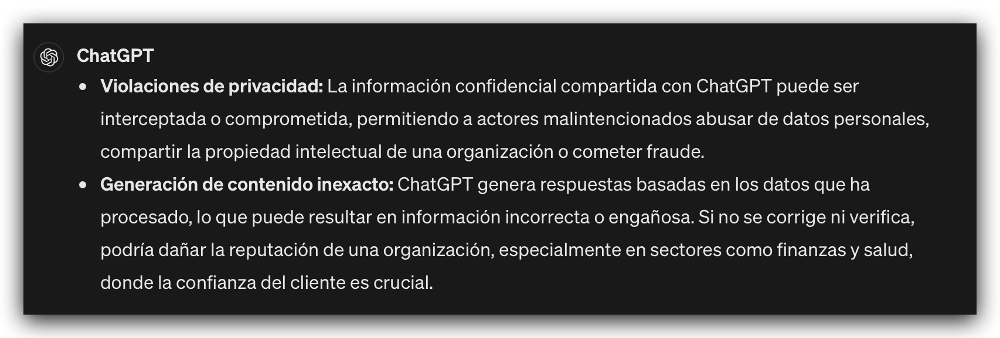 ChatGPT
• Violaciones de privacidad: La información confidencial compartida con ChatGPT puede ser
interceptada o comprometida, permitiendo a actores malintencionados abusar de datos personales,
compartir la propiedad intelectual de una organización o cometer fraude.
• Generación de contenido inexacto: ChatGPT genera respuestas basadas en los datos que ha
procesado, lo que puede resultar en información incorrecta o engañosa. Si no se corrige ni verifica,
podría dañar la reputación de una organización, especialmente en sectores como finanzas y salud,
donde la confianza del cliente es crucial.